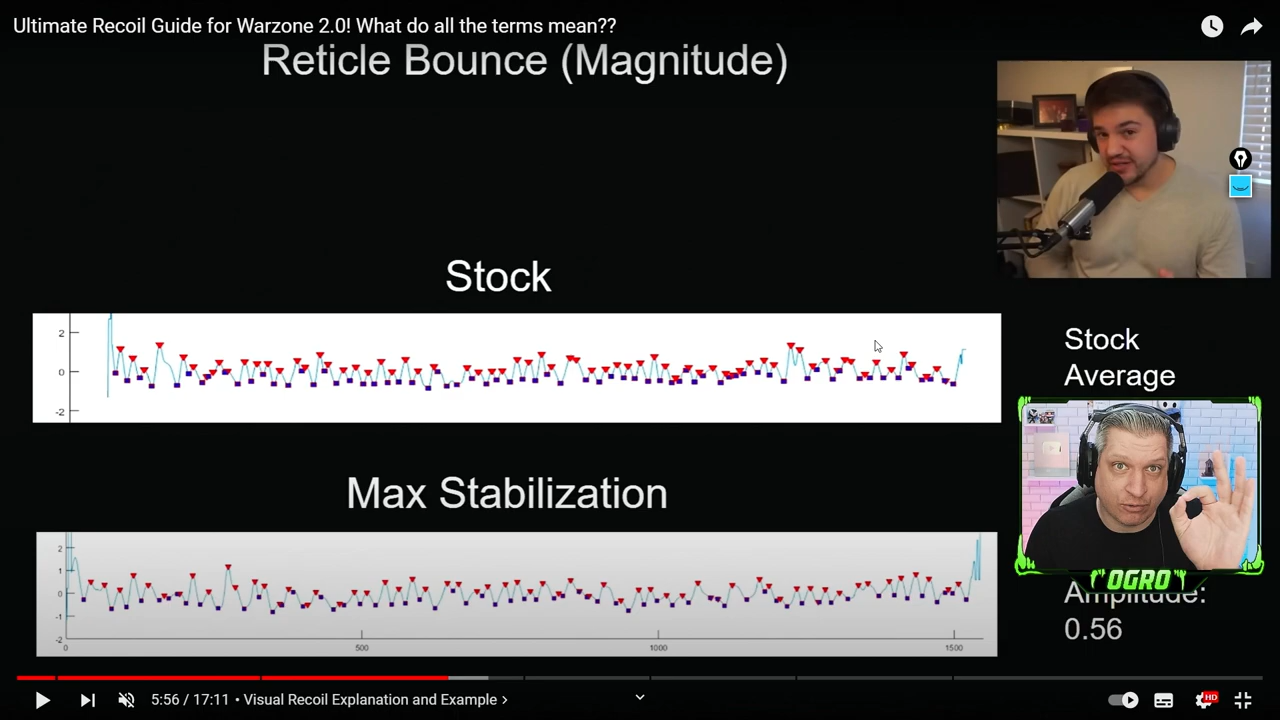 Ultimate Recoil Guide for Warzone 2.0! What do all the terms mean??
Reticle Bounce (Magnitude)
Stock
2
0
-2
Stock
Average
Max Stabilization
2
1
0
-1
-2
0
500
1000
1500
OGRO
Amplitude:
0.56
5:56 / 17:11 • Visual Recoil Explanation and Example ›
HD